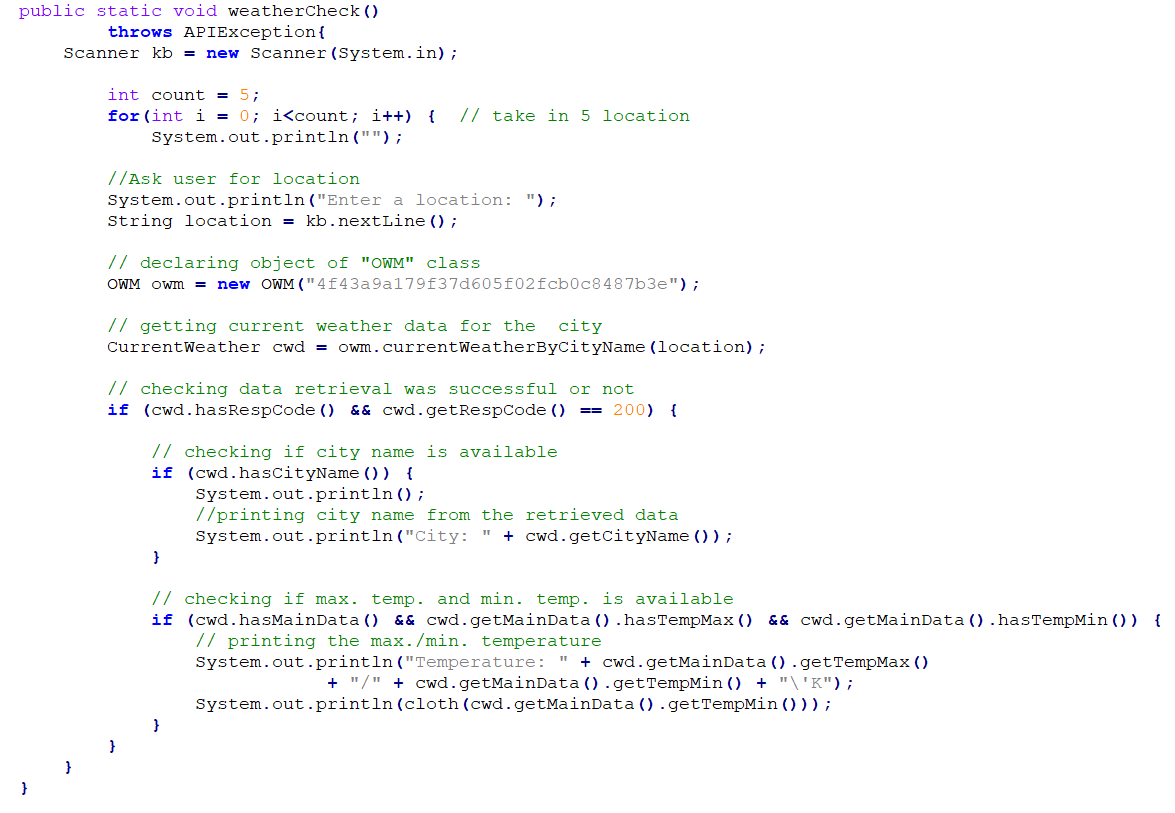 public static void weatherCheck()
throws APIException{
Scanner kb = new Scanner(System.in);
int count = 5;
for(int i = 0; i<count; i++) {  // take in 5 location
System.out.println("");
//Ask user for location
System.out.println("Enter a location: ");
String location = kb.nextLine();
// declaring object of "OWM" class
OWM owm = new OWM("4f43a9a179f37d605f02fcb0c8487b3e");
// getting current weather data for the  city
CurrentWeather cwd = owm.currentWeatherByCityName(location);
// checking data retrieval was successful or not
if (cwd.hasRespCode() && cwd.getRespCode() == 200) {
// checking if city name is available
if (cwd.hasCityName()) {
System.out.println();
//printing city name from the retrieved data
System.out.println("City: " + cwd.getCityName());
}
// checking if max. temp. and min. temp. is available
if (cwd.hasMainData() && cwd.getMainData().hasTempMax() && cwd.getMainData().hasTempMin()) {
// printing the max./min. temperature
System.out.println("Temperature: " + cwd.getMainData().getTempMax()
+ "/" + cwd.getMainData().getTempMin() + "\'K");
System.out.println(cloth(cwd.getMainData().getTempMin()));
}
}
}
}